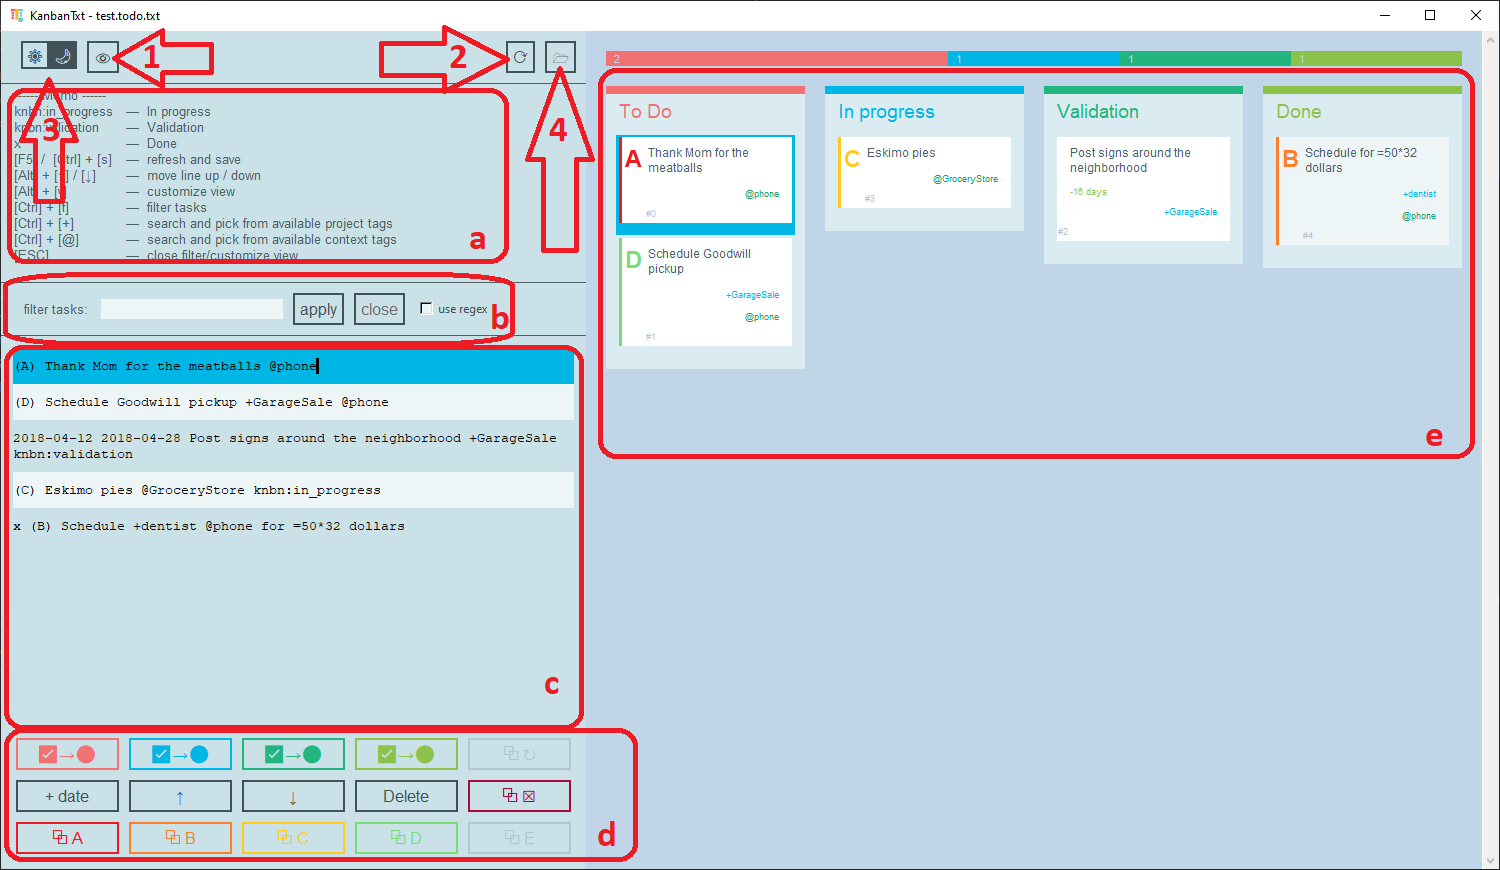 KanbanTxt - test.todo.txt
1
2
3
4
------ Memo ------
knbn:in_progress — In progress
knbn:validation — Validation
x — Done
[F5] / [Ctrl] + [s] — refresh and save
[Alt] + [↑] / [↓] — move line up / down
[Alt] + [v] — customize view
[Ctrl] + [f] — filter tasks
[Ctrl] + [+] — search and pick from available project tags
[Ctrl] + [@] — search and pick from available context tags
[ESC] — close filter/customize view
a
filter tasks:
apply
close
use regex
b
(A) Thank Mom for the meatballs @phone
(D) Schedule Goodwill pickup +GarageSale @phone
2018-04-12 2018-04-28 Post signs around the neighborhood +GarageSale
knbn:validation
(C) Eskimo pies @GroceryStore knbn:in_progress
x (B) Schedule +dentist @phone for =50*32 dollars
c
+ date
↑
↓
Delete
A
B
C
D
E
d
2
1
1
1
To Do
A
Thank Mom for the
meatballs
@phone
#0
D
Schedule Goodwill
pickup
+GarageSale
@phone
#1
In progress
C
Eskimo pies
@GroceryStore
#3
Validation
Post signs around the
neighborhood
-16 days
+GarageSale
#2
Done
B
Schedule for =50*32
dollars
+dentist
@phone
#4
e